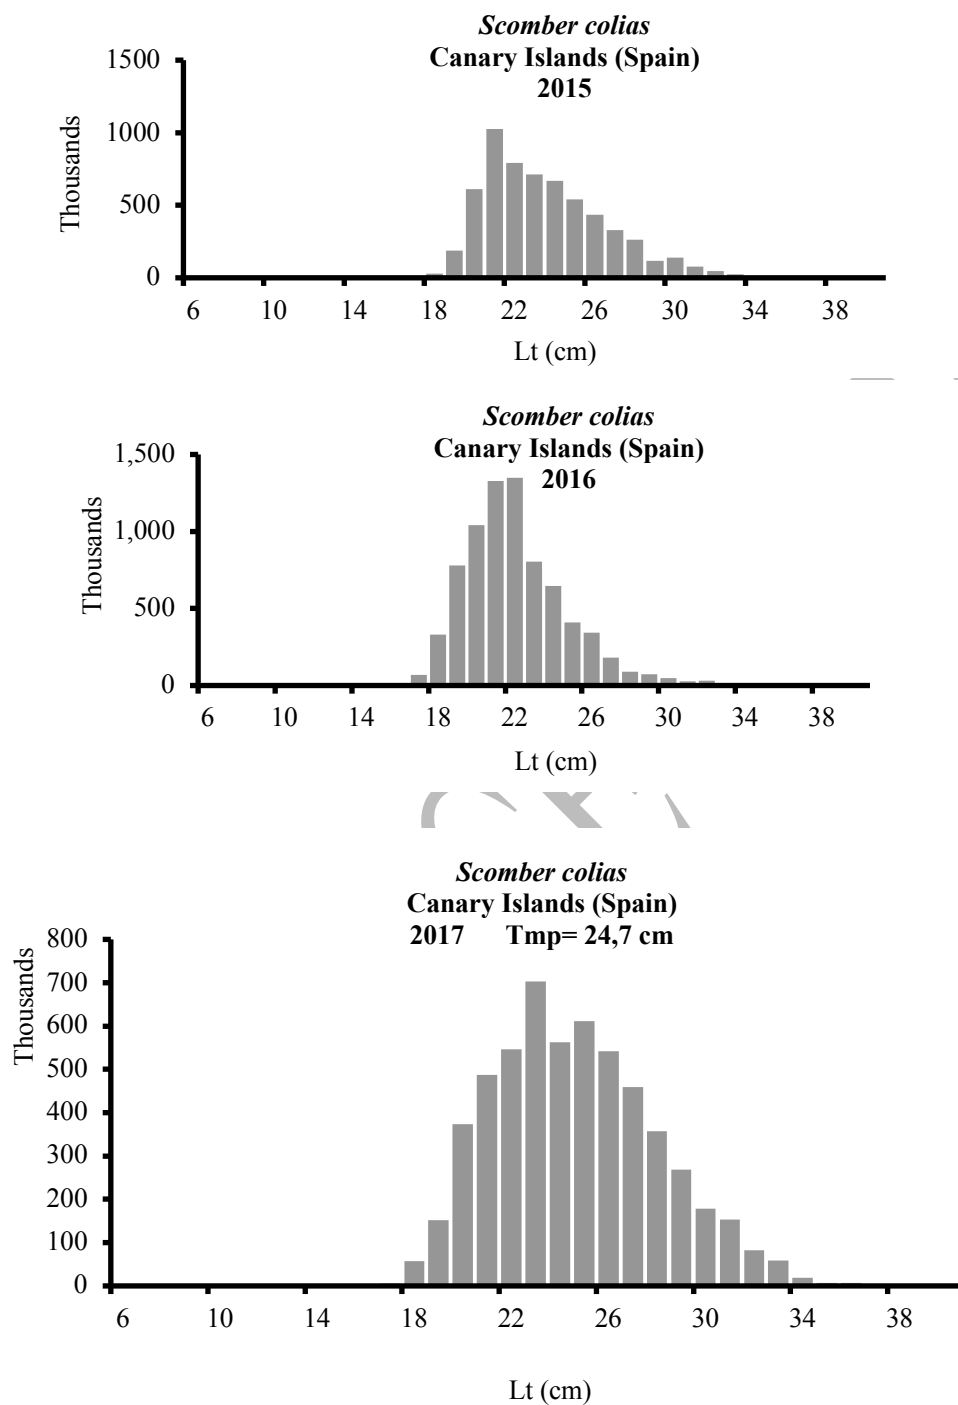 Scomber colias
Canary Islands (Spain)
2015
Thousands
1500
1000
500
0
6 10 14 18 22 26 30 34 38
Lt (cm)
Scomber colias
Canary Islands (Spain)
2016
Thousands
1,500
1,000
500
0
6 10 14 18 22 26 30 34 38
Lt (cm)
Scomber colias
Canary Islands (Spain)
2017 Tmp= 24,7 cm
Thousands
800
700
600
500
400
300
200
100
0
6 10 14 18 22 26 30 34 38
Lt (cm)